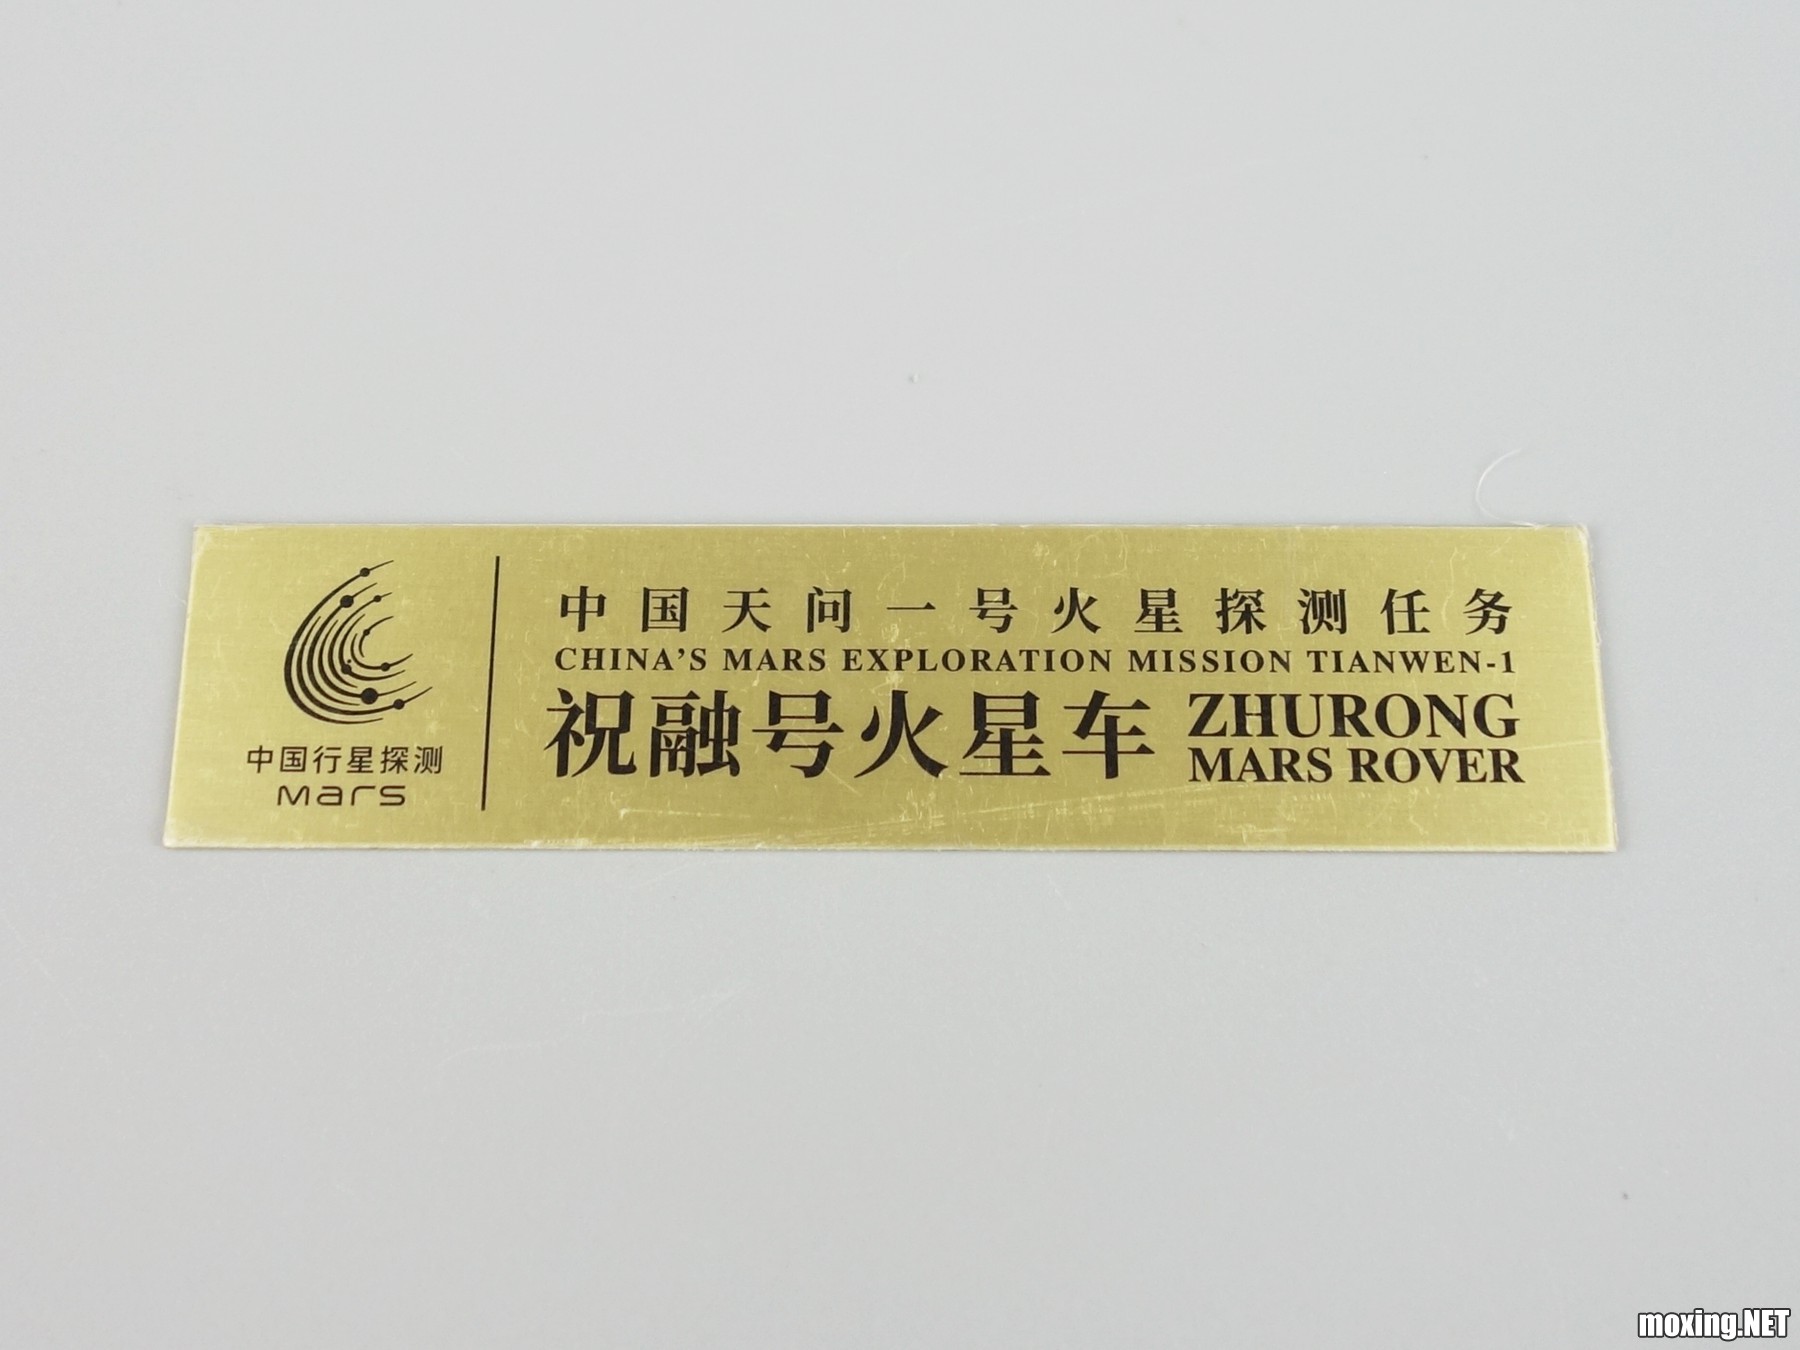 中国行星探测
Mars
中国天问一号火星探测任务
CHINA'S MARS EXPLORATION MISSION TIANWEN-1
祝融号火星车 ZHURONG
MARS ROVER
moxing.NET